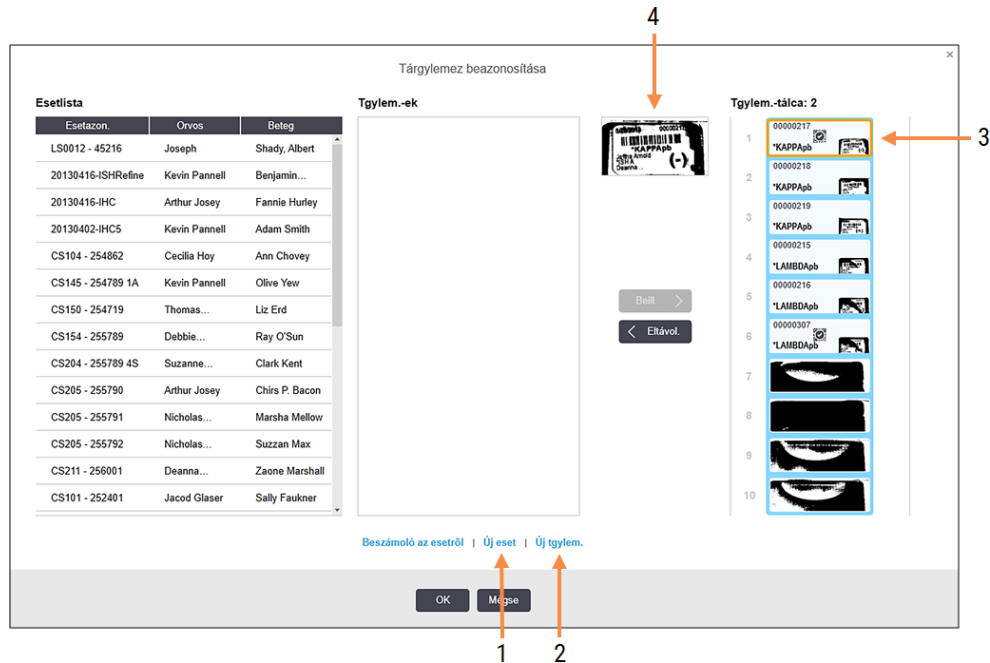 4
×
Tárgylemez beazonosítása
Esetlista
Tgylem.-ek
Tgylem.-tálca: 2
Esetazon. Orvos Beteg
LS0012 - 45216 Joseph Shady, Albert
20130416-ISHRefine Kevin Pannell Benjamin...
20130416-IHC Arthur Josey Fannie Hurley
20130402-IHC5 Kevin Pannell Adam Smith
CS104 - 254862 Cecilia Hoy Ann Chovey
CS145 - 254789 1A Kevin Pannell Olive Yew
CS150 - 254719 Thomas... Liz Erd
CS154 - 255789 Debbie... Ray O'Sun
CS204 - 255789 4S Suzanne... Clark Kent
CS205 - 255790 Arthur Josey Chirs P. Bacon
CS205 - 255791 Nicholas... Marsha Mellow
CS205 - 255792 Nicholas... Suzzan Max
CS211 - 256001 Deanna... Zaone Marshall
CS101 - 252401 Jacod Glaser Sally Faukner
0000021
*KAPPApb
Jeftha Arnold
*ISH A
Deanna... (-)
Beill >
< Eltávol.
1 00000217
*KAPPApb
3
2 00000218
*KAPPApb
3 00000219
*KAPPApb
4 00000215
*LAMBDApb
5 00000216
*LAMBDApb
6 00000307
*LAMBDApb
7
8
9
10
Beszámoló az esetről | Új eset | Új tgylem.
OK Mégse
1 2